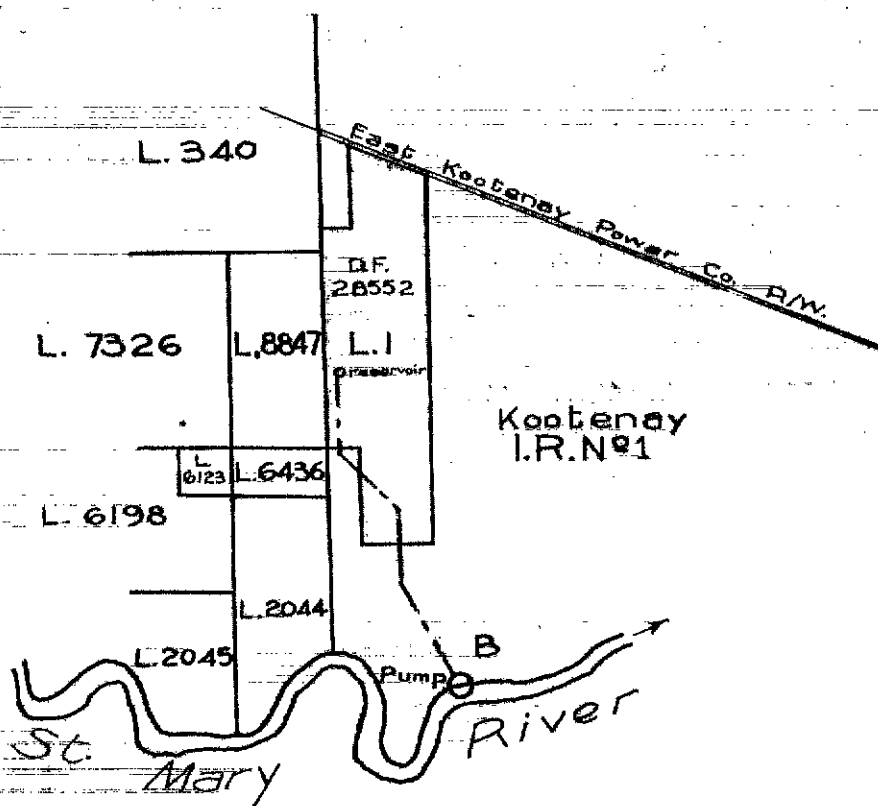 L. 340
East Kootenay Power Co. R/W.
D.F.
28552
L. 7326
L.8847
L.1
reservoir
Kootenay
I.R.Nº1
L
6123
L.6436
L. 6198
L.2044
L.2045
B
Pump
St. Mary River